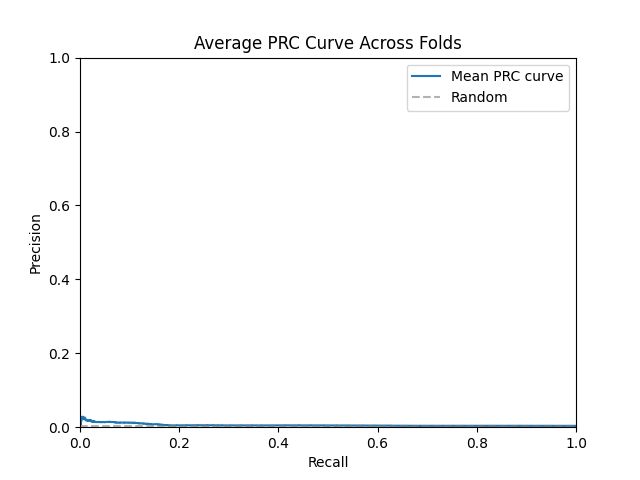 Average PRC Curve Across Folds
Mean PRC curve
Random
Precision
1.0
0.8
0.6
0.4
0.2
0.0
0.0 0.2 0.4 0.6 0.8 1.0
Recall